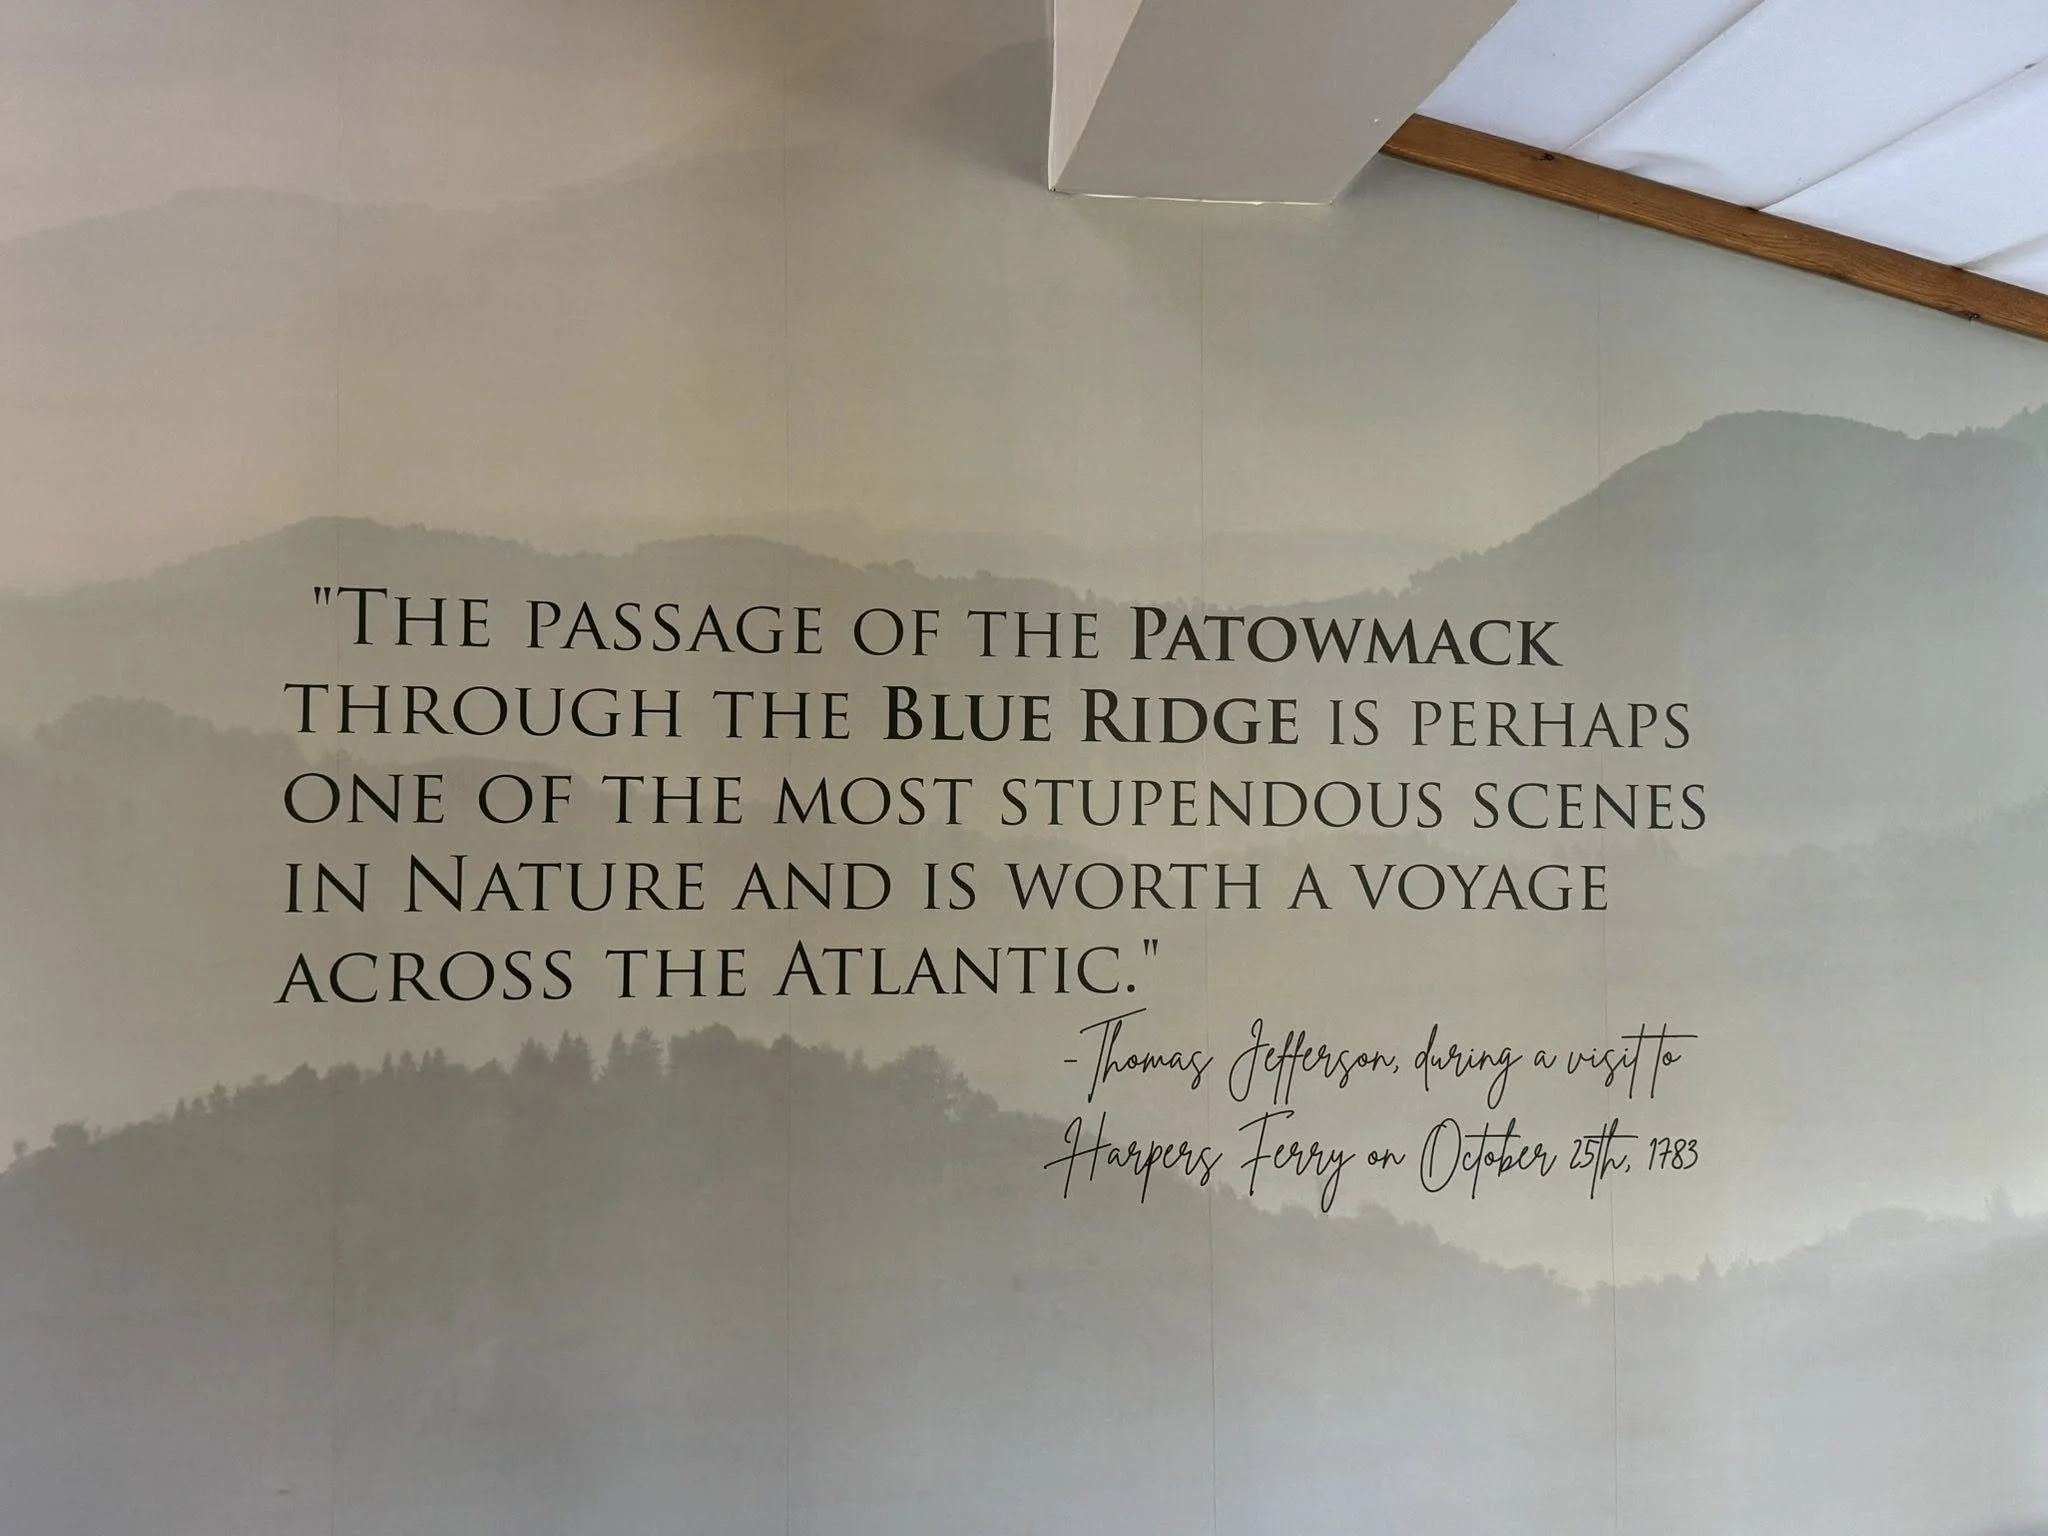 "The passage of the Patowmack
through the Blue Ridge is perhaps
one of the most stupendous scenes
in Nature and is worth a voyage
across the Atlantic."
-Thomas Jefferson, during a visit to
Harpers Ferry on October 25th, 1783